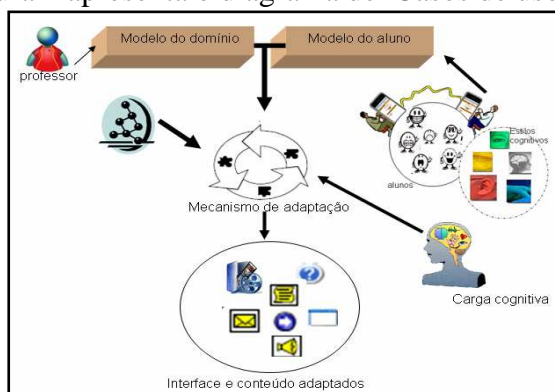 Modelo do domínio
Modelo do aluno
professor
Estilos
cognitivos
alunos
Mecanismo de adaptação
Carga cognitiva
Interface e conteúdo adaptados